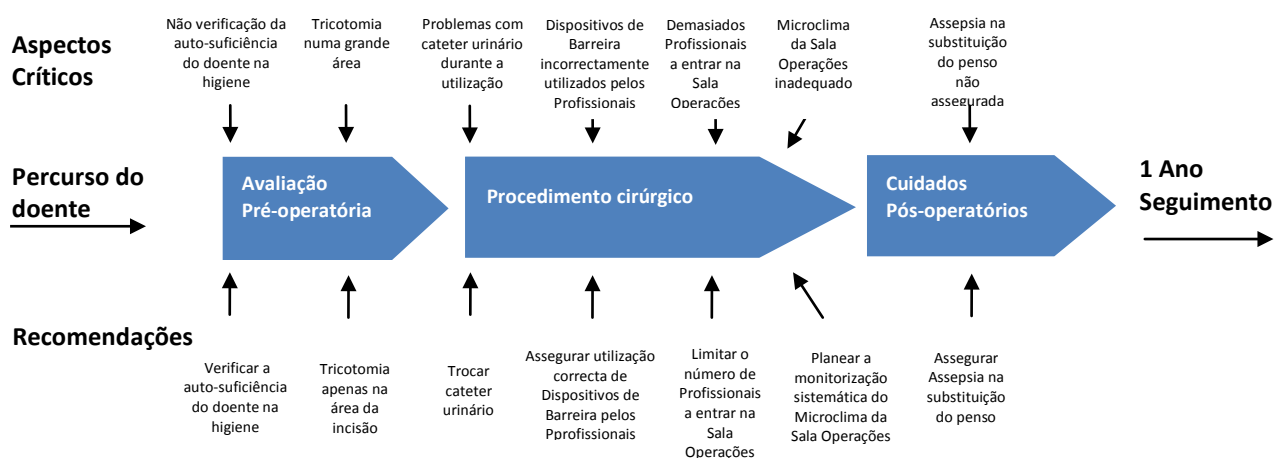 Aspectos
Críticos
Não verificação da
auto-suficiência
do doente na
higiene
Tricotomia
numa grande
área
Problemas com
cateter urinário
durante a
utilização
Dispositivos de
Barreira
incorrectamente
utilizados pelos
Profissionais
Demasiados
Profissionais
a entrar na
Sala
Operações
Microclima
da Sala
Operações
inadequado
Assepsia na
substituição
do penso
não
assegurada
Percurso do
doente
Avaliação
Pré-operatória
Procedimento cirúrgico
Cuidados
Pós-operatórios
1 Ano
Seguimento
Recomendações
Verificar a
auto-suficiência
do doente na
higiene
Tricotomia
apenas na
área da
incisão
Trocar
cateter
urinário
Assegurar utilização
correcta de
Dispositivos de
Barreira pelos
Pprofissionais
Limitar o
número de
Profissionais
a entrar na
Sala
Operações
Planear a
monitorização
sistemática do
Microclima da
Sala Operações
Assegurar
Assepsia na
substituição
do penso